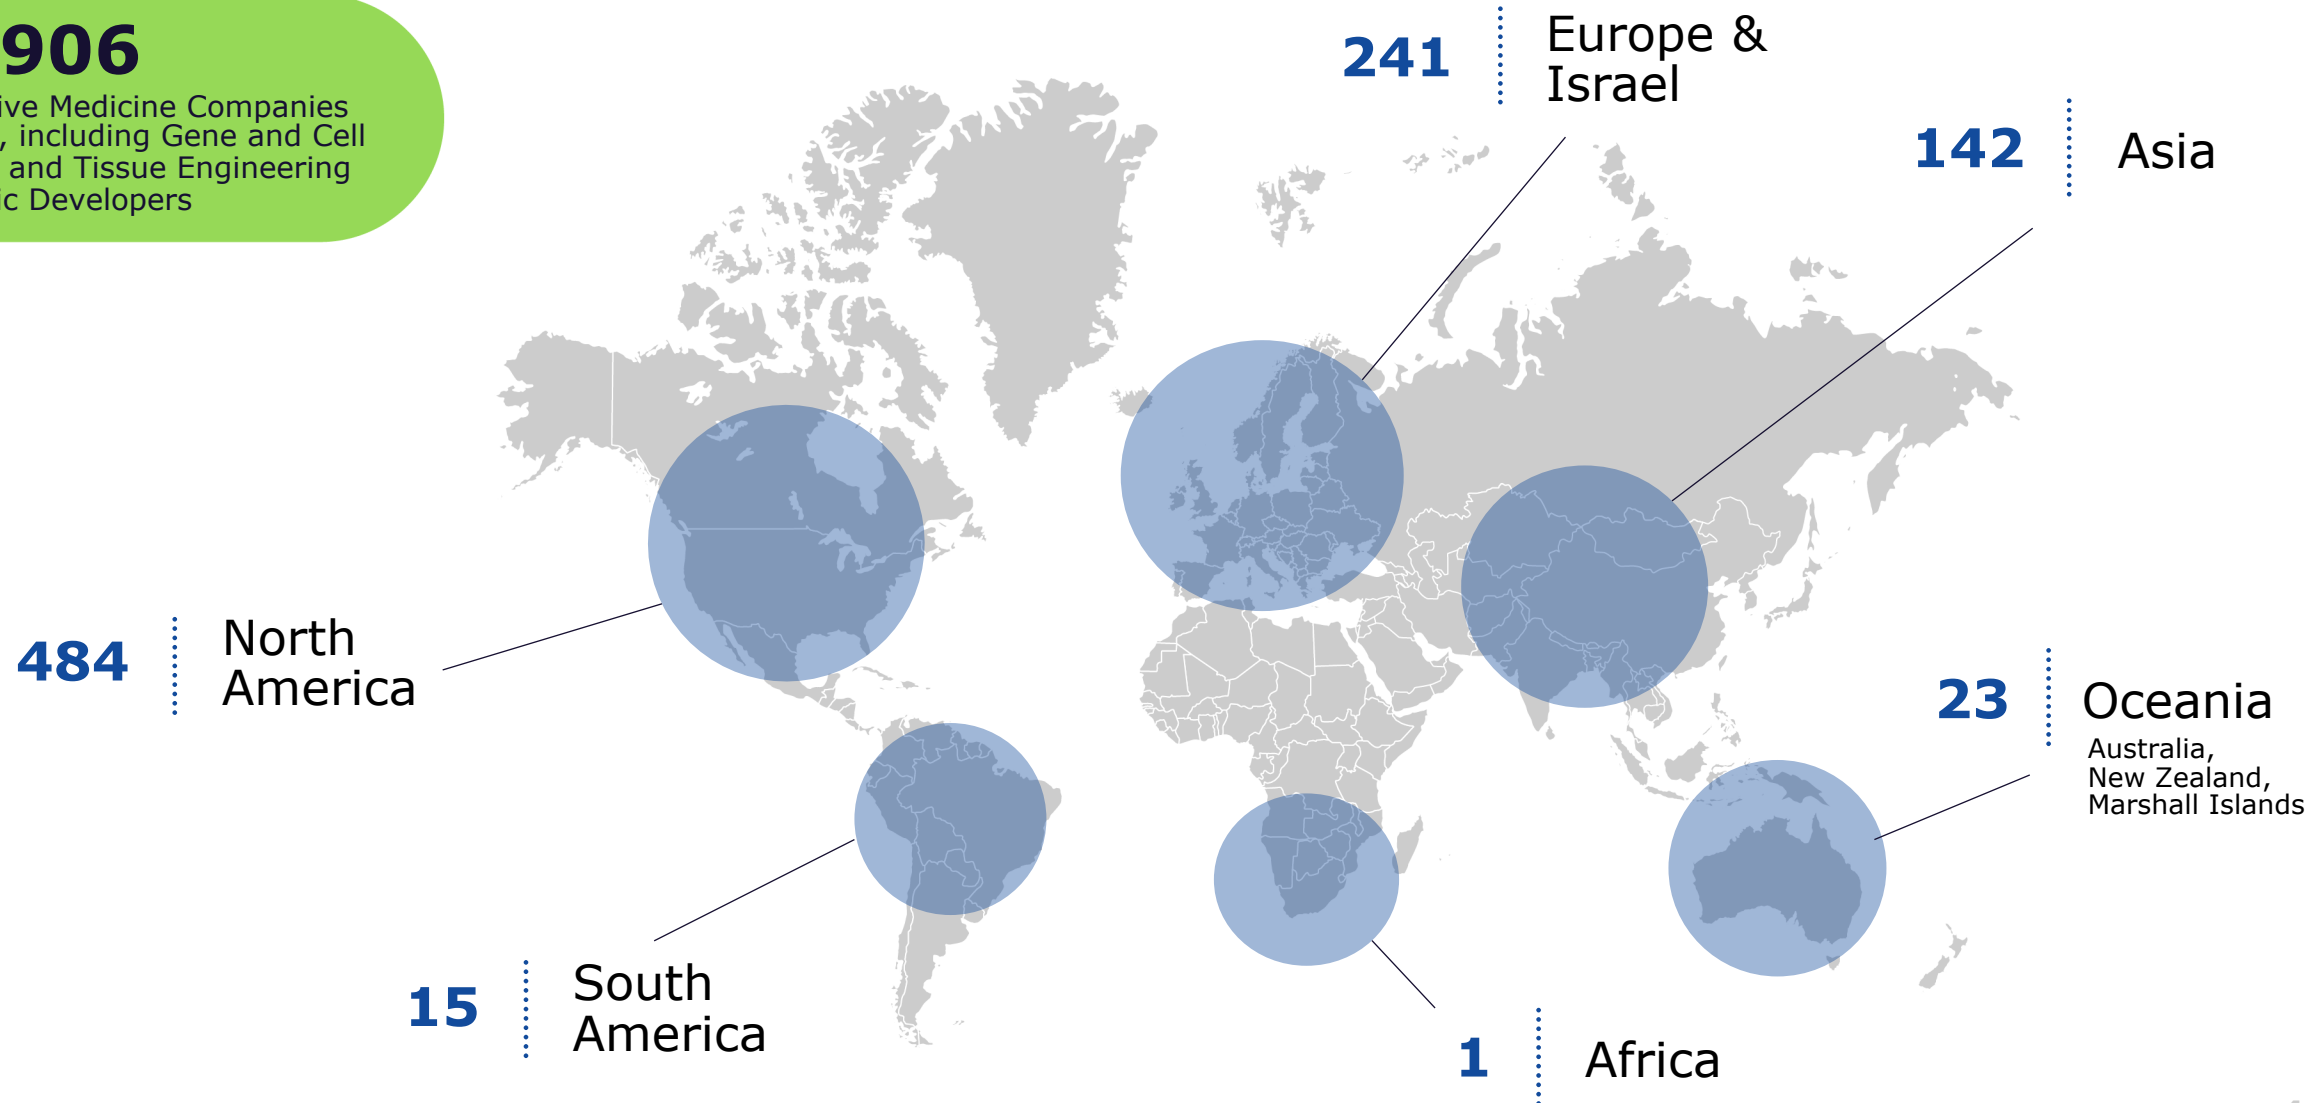 906
ive Medicine Companies
, including Gene and Cell
and Tissue Engineering
ic Developers
241
Europe &
Israel
142
Asia
484
North
America
23
Oceania
Australia,
New Zealand,
Marshall Islands
15
South
America
1
Africa